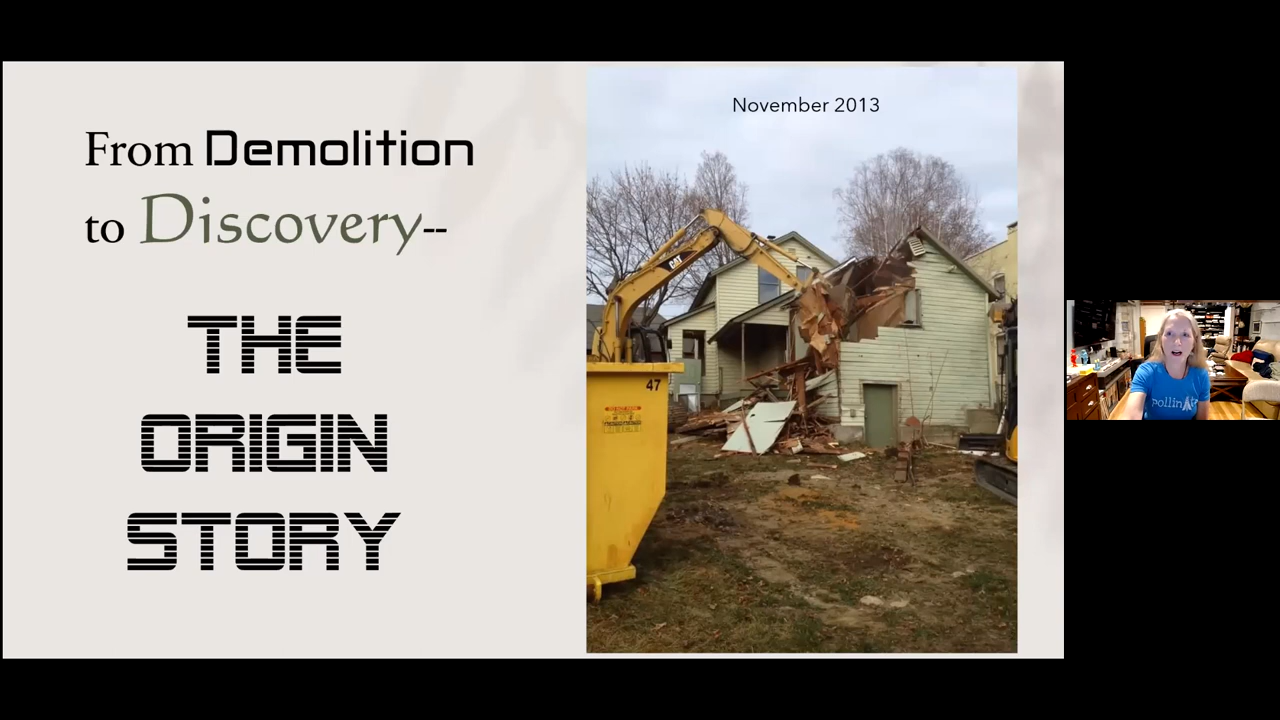 From Demolition
to Discovery--
THE
ORIGIN
STORY
November 2013
CAT
47